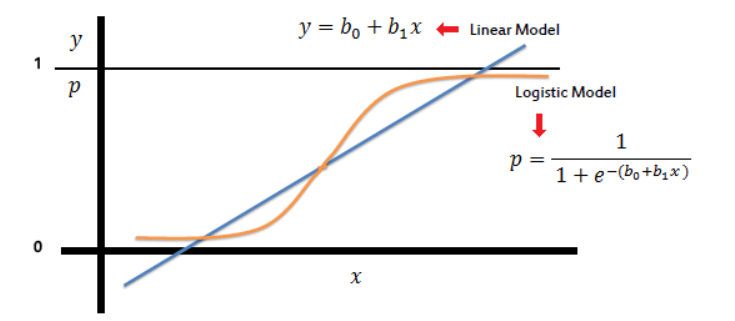 y = b₀ + b₁x
Linear Model
y
1
p
Logistic Model
p = 1 / (1 + e^−(b₀+b₁x))
0
x